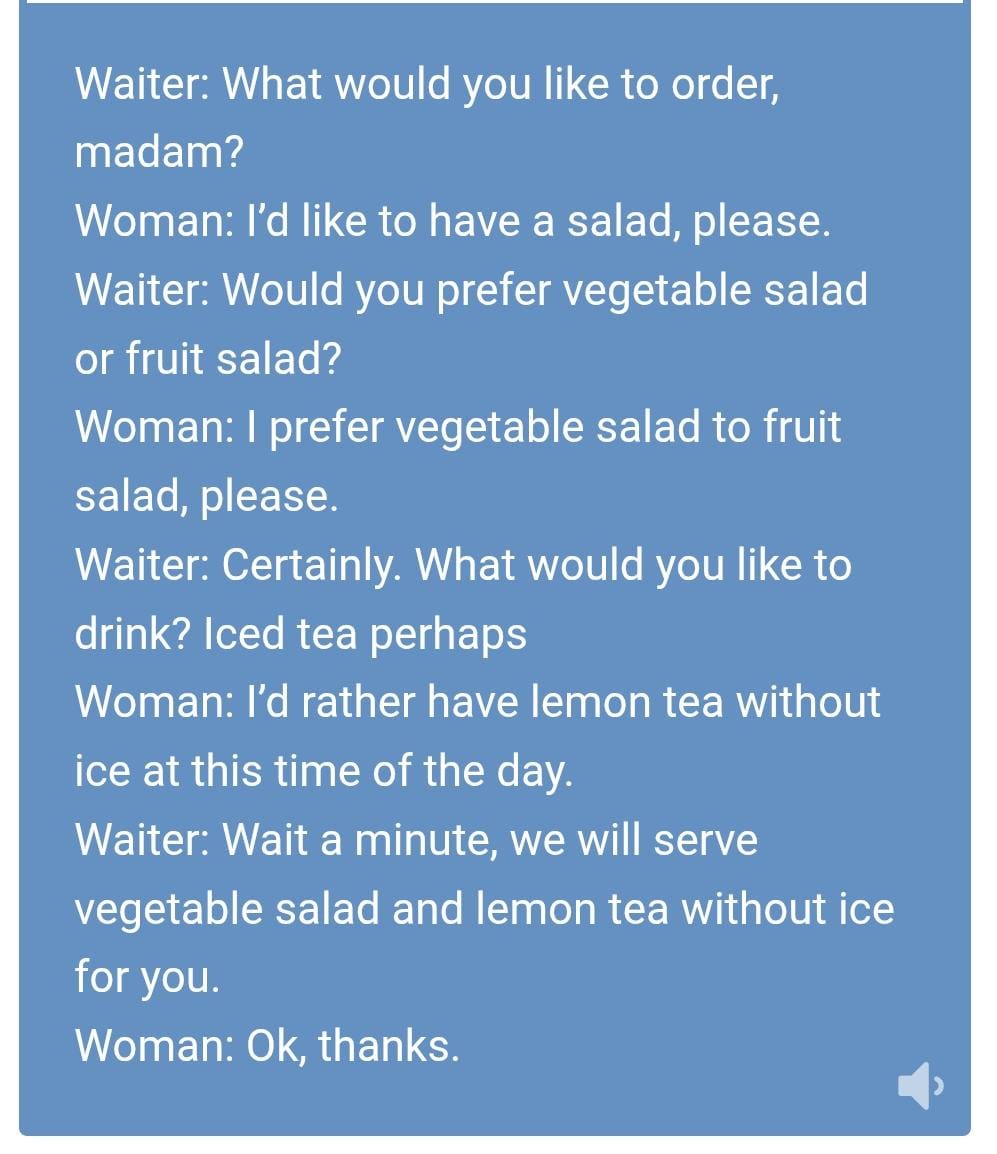 Waiter: What would you like to order,
madam?
Woman: I’d like to have a salad, please.
Waiter: Would you prefer vegetable salad
or fruit salad?
Woman: I prefer vegetable salad to fruit
salad, please.
Waiter: Certainly. What would you like to
drink? Iced tea perhaps
Woman: I’d rather have lemon tea without
ice at this time of the day.
Waiter: Wait a minute, we will serve
vegetable salad and lemon tea without ice
for you.
Woman: Ok, thanks.